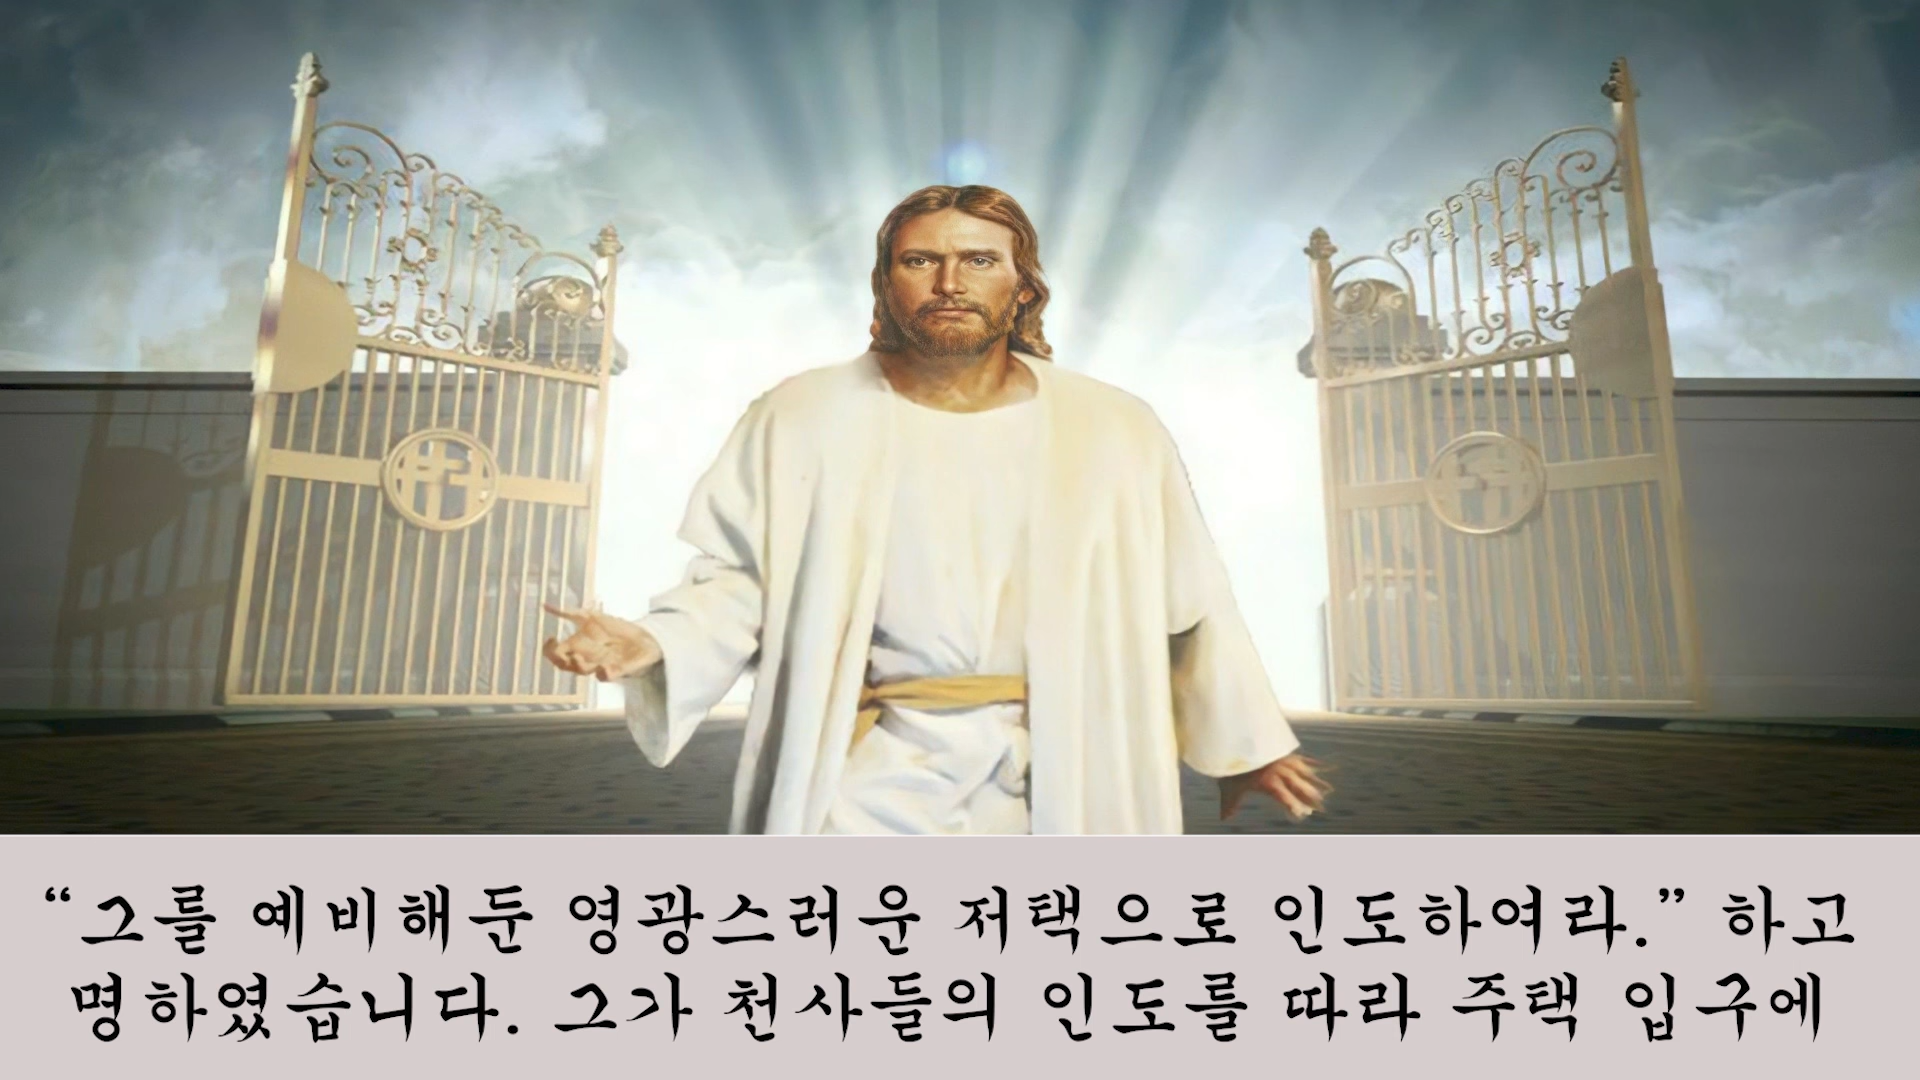 “그를 예비해둔 영광스러운 저택으로 인도하여라.” 하고
명하였습니다. 그가 천사들의 인도를 따라 주택 입구에